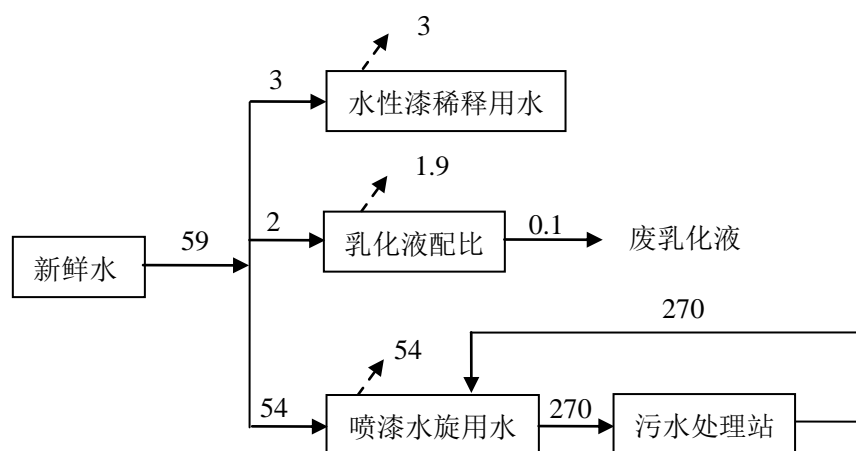 3
3
水性漆稀释用水
1.9
2
乳化液配比
0.1
废乳化液
59
新鲜水
270
54
54
喷漆水旋用水
270
污水处理站